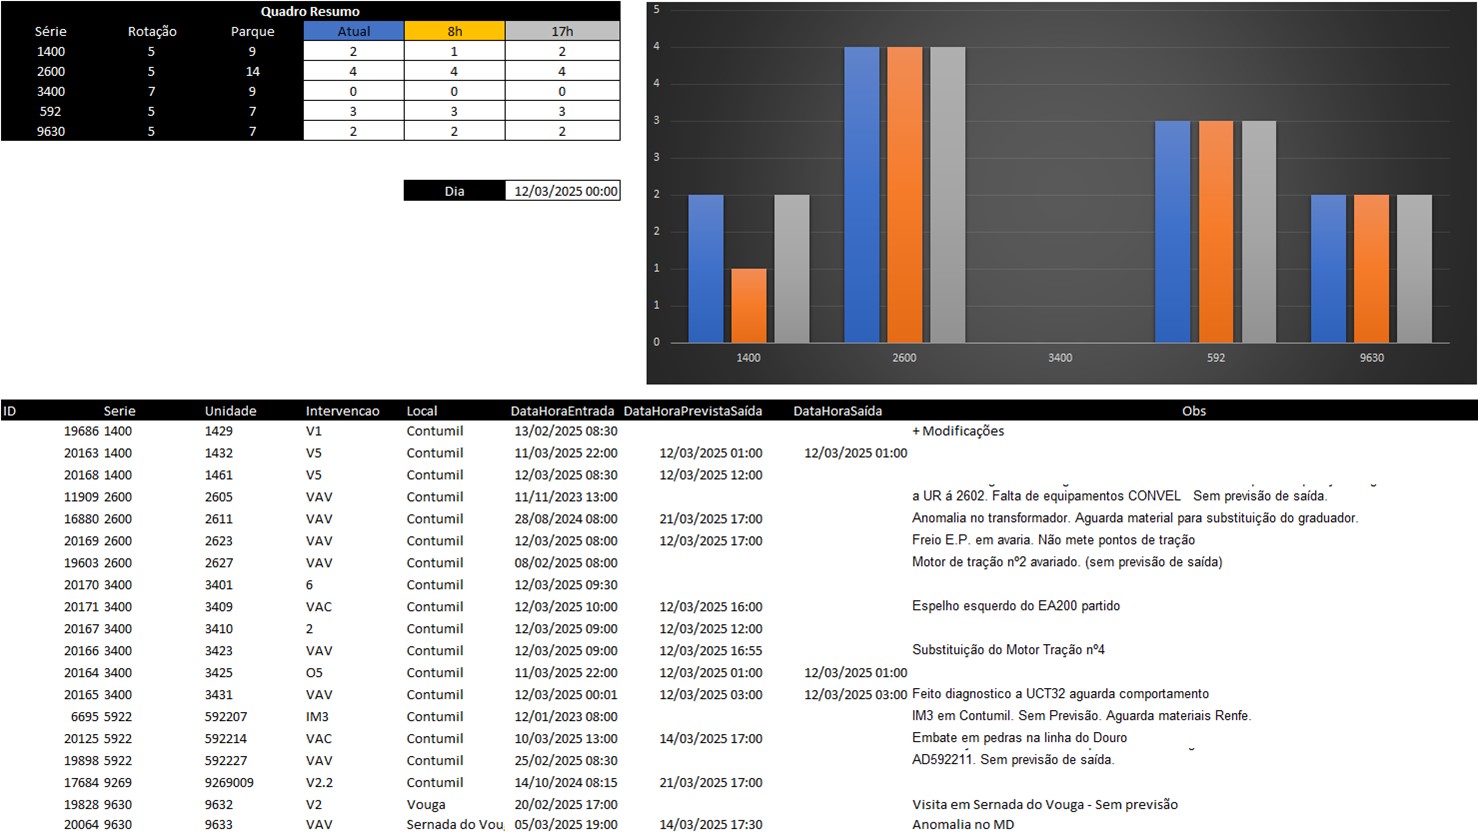 Quadro Resumo
Série Rotação Parque Atual 8h 17h
1400 5 9 2 1 2
2600 5 14 4 4 4
3400 7 9 0 0 0
592 5 7 3 3 3
9630 5 7 2 2 2
Dia 12/03/2025 00:00
5
4
4
3
3
2
2
1
1
0
1400 2600 3400 592 9630
ID Serie Unidade Intervencao Local DataHoraEntrada DataHoraPrevistaSaída DataHoraSaída Obs
19686 1400 1429 V1 Contumil 13/02/2025 08:30 + Modificações
20163 1400 1432 V5 Contumil 11/03/2025 22:00 12/03/2025 01:00 12/03/2025 01:00
20168 1400 1461 V5 Contumil 12/03/2025 08:30 12/03/2025 12:00
11909 2600 2605 VAV Contumil 11/11/2023 13:00 a UR á 2602. Falta de equipamentos CONVEL Sem previsão de saída.
16880 2600 2611 VAV Contumil 28/08/2024 08:00 21/03/2025 17:00 Anomalia no transformador. Aguarda material para substituição do graduador.
20169 2600 2623 VAV Contumil 12/03/2025 08:00 12/03/2025 17:00 Freio E.P. em avaria. Não mete pontos de tração
19603 2600 2627 VAV Contumil 08/02/2025 08:00 Motor de tração nº2 avariado. (sem previsão de saída)
20170 3400 3401 6 Contumil 12/03/2025 09:30
20171 3400 3409 VAC Contumil 12/03/2025 10:00 12/03/2025 16:00 Espelho esquerdo do EA200 partido
20167 3400 3410 2 Contumil 12/03/2025 09:00 12/03/2025 12:00
20166 3400 3423 VAV Contumil 12/03/2025 09:00 12/03/2025 16:55 Substituição do Motor Tração nº4
20164 3400 3425 O5 Contumil 11/03/2025 22:00 12/03/2025 01:00 12/03/2025 01:00
20165 3400 3431 VAV Contumil 12/03/2025 00:01 12/03/2025 03:00 12/03/2025 03:00 Feito diagnostico a UCT32 aguarda comportamento
6695 5922 592207 IM3 Contumil 12/01/2023 08:00 IM3 em Contumil. Sem Previsão. Aguarda materiais Renfe.
20125 5922 592214 VAC Contumil 10/03/2025 13:00 14/03/2025 17:00 Embate em pedras na linha do Douro
19898 5922 592227 VAV Contumil 25/02/2025 08:30 AD592211. Sem previsão de saída.
17684 9269 9269009 V2.2 Contumil 14/10/2024 08:15 21/03/2025 17:00
19828 9630 9632 V2 Vouga 20/02/2025 17:00 Visita em Sernada do Vouga - Sem previsão
20064 9630 9633 VAV Sernada do Vou 05/03/2025 19:00 14/03/2025 17:30 Anomalia no MD